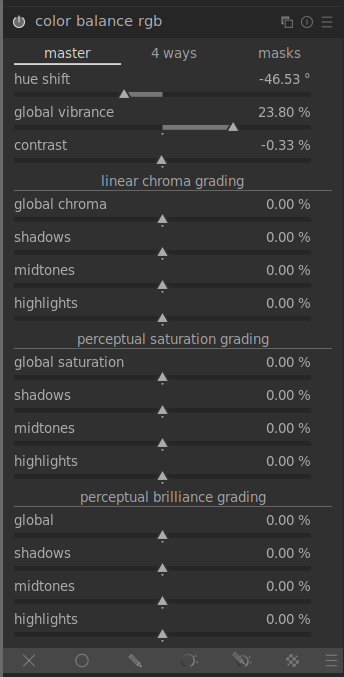 color balance rgb
master 4 ways masks
hue shift -46.53 °
global vibrance 23.80 %
contrast -0.33 %
linear chroma grading
global chroma 0.00 %
shadows 0.00 %
midtones 0.00 %
highlights 0.00 %
perceptual saturation grading
global saturation 0.00 %
shadows 0.00 %
midtones 0.00 %
highlights 0.00 %
perceptual brilliance grading
global 0.00 %
shadows 0.00 %
midtones 0.00 %
highlights 0.00 %